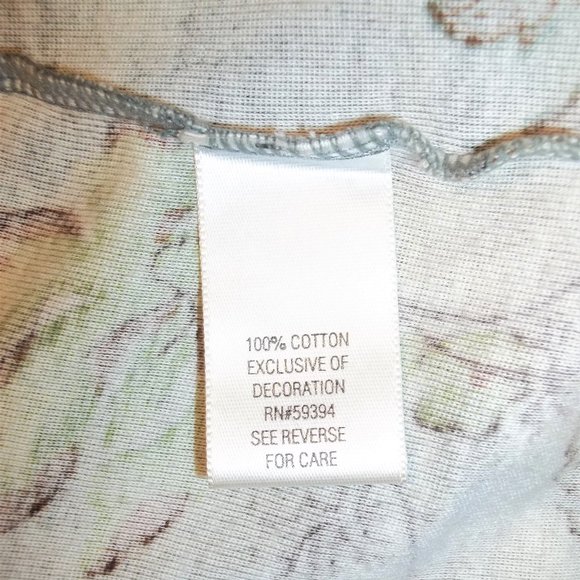 100% COTTON
EXCLUSIVE OF
DECORATION
RN#59394
SEE REVERSE
FOR CARE